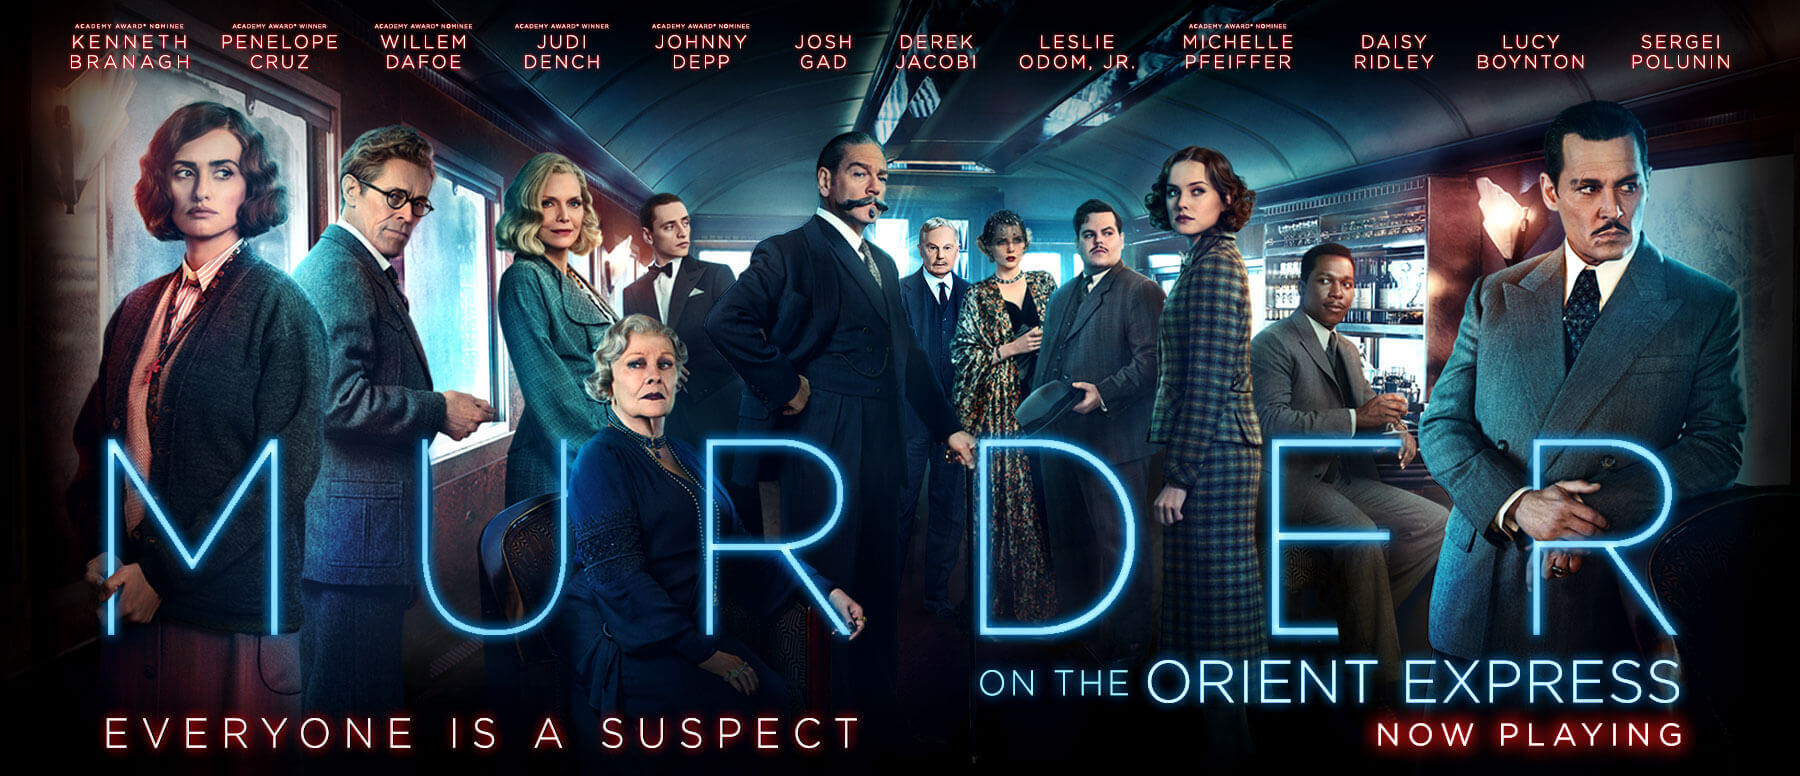 ACADEMY AWARD® NOMINEE
KENNETH
BRANAGH
ACADEMY AWARD® WINNER
PENELOPE
CRUZ
ACADEMY AWARD® NOMINEE
WILLEM
DAFOE
ACADEMY AWARD® WINNER
JUDI
DENCH
ACADEMY AWARD® NOMINEE
JOHNNY
DEPP
JOSH
GAD
DEREK
JACOBI
LESLIE
ODOM, JR.
ACADEMY AWARD® NOMINEE
MICHELLE
PFEIFFER
DAISY
RIDLEY
LUCY
BOYNTON
SERGEI
POLUNIN
MURDER
ON THE ORIENT EXPRESS
EVERYONE IS A SUSPECT
NOW PLAYING